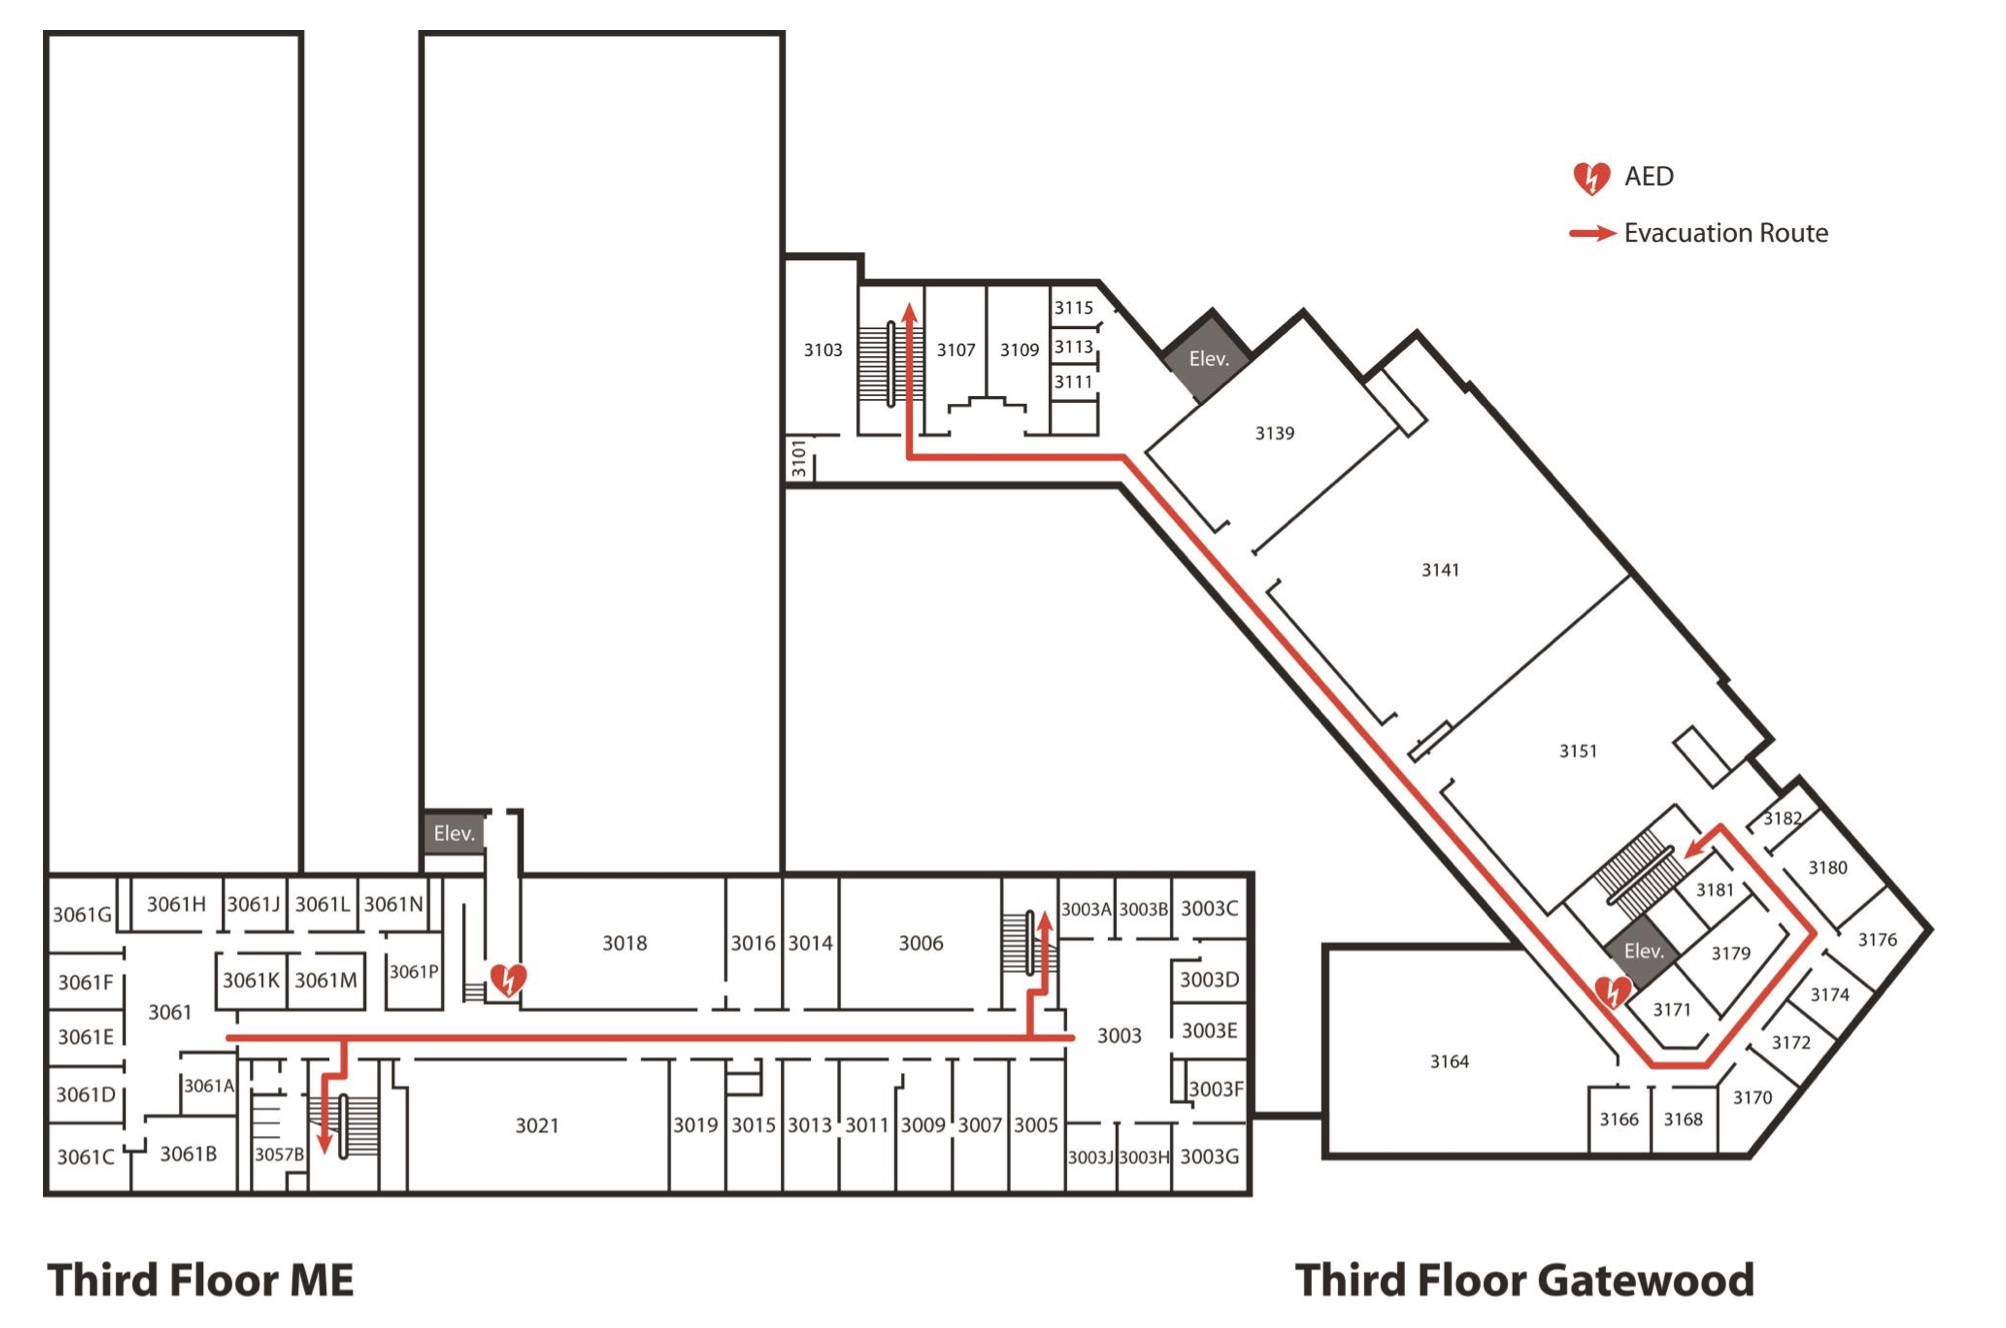 AED
Evacuation Route
3115
3103
3107
3109
3113
3111
Elev.
3101
3139
3141
3151
Elev.
3182
3180
3181
3061G
3061H
3061J
3061L
3061N
3018
3016
3014
3006
3003A
3003B
3003C
Elev.
3179
3176
3061F
3061K
3061M
3061P
3003D
3174
3171
3061
3061E
3003
3003E
3172
3164
3061D
3061A
3003F
3170
3061C
3061B
3057B
3021
3019
3015
3013
3011
3009
3007
3005
3003J
3003H
3003G
3166
3168
Third Floor ME
Third Floor Gatewood